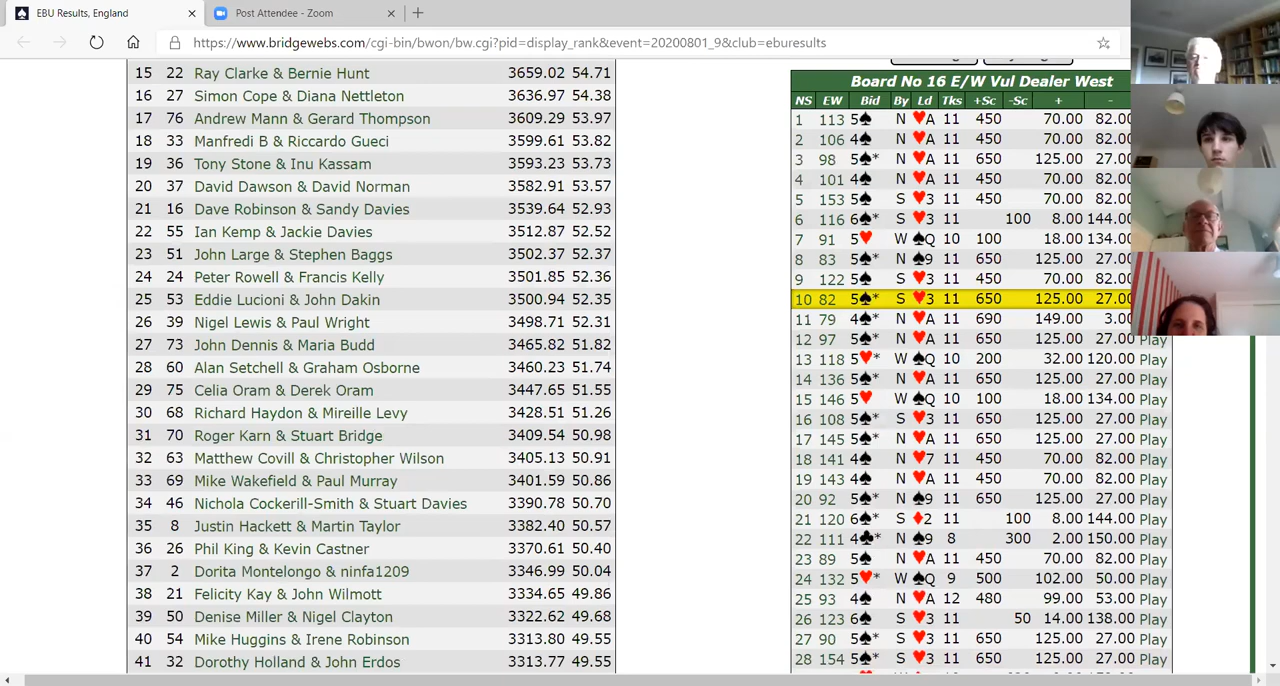 EBU Results, England
Post Attendee - Zoom
https://www.bridgewebs.com/cgi-bin/bwon/bw.cgi?pid=display_rank&event=20200801_9&club=eburesults
15 22 Ray Clarke & Bernie Hunt 3659.02 54.71
16 27 Simon Cope & Diana Nettleton 3636.97 54.38
17 76 Andrew Mann & Gerard Thompson 3609.29 53.97
18 33 Manfredi B & Riccardo Gueci 3599.61 53.82
19 36 Tony Stone & Inu Kassam 3593.23 53.73
20 37 David Dawson & David Norman 3582.91 53.57
21 16 Dave Robinson & Sandy Davies 3539.64 52.93
22 55 Ian Kemp & Jackie Davies 3512.87 52.52
23 51 John Large & Stephen Baggs 3502.37 52.37
24 24 Peter Rowell & Francis Kelly 3501.85 52.36
25 53 Eddie Lucioni & John Dakin 3500.94 52.35
26 39 Nigel Lewis & Paul Wright 3498.71 52.31
27 73 John Dennis & Maria Budd 3465.82 51.82
28 60 Alan Setchell & Graham Osborne 3460.23 51.74
29 75 Celia Oram & Derek Oram 3447.65 51.55
30 68 Richard Haydon & Mireille Levy 3428.51 51.26
31 70 Roger Karn & Stuart Bridge 3409.54 50.98
32 63 Matthew Covill & Christopher Wilson 3405.13 50.91
33 69 Mike Wakefield & Paul Murray 3401.59 50.86
34 46 Nichola Cockerill-Smith & Stuart Davies 3390.78 50.70
35 8 Justin Hackett & Martin Taylor 3382.40 50.57
36 26 Phil King & Kevin Castner 3370.61 50.40
37 2 Dorita Montelongo & ninfa1209 3346.99 50.04
38 21 Felicity Kay & John Wilmott 3334.65 49.86
39 50 Denise Miller & Nigel Clayton 3322.62 49.68
40 54 Mike Huggins & Irene Robinson 3313.80 49.55
41 32 Dorothy Holland & John Erdos 3313.77 49.55
Board No 16 E/W Vul Dealer West
NS EW Bid By Ld Tks +Sc -Sc + -
1 113 5♠ N ♥A 11 450 70.00 82.00
2 106 4♠ N ♥A 11 450 70.00 82.00
3 98 5♠* N ♥A 11 650 125.00 27.00
4 101 4♠ N ♥A 11 450 70.00 82.00
5 153 5♠ S ♥3 11 450 70.00 82.00
6 116 6♠* S ♥3 11 100 8.00 144.00
7 91 5♥ W ♠Q 10 100 18.00 134.00
8 83 5♠* N ♠9 11 650 125.00 27.00
9 122 5♠ S ♥3 11 450 70.00 82.00
10 82 5♠* S ♥3 11 650 125.00 27.00
11 79 4♠* N ♥A 11 690 149.00 3.00
12 97 5♠* N ♥A 11 650 125.00 27.00 Play
13 118 5♥* W ♠Q 10 200 32.00 120.00 Play
14 136 5♠* N ♥A 11 650 125.00 27.00 Play
15 146 5♥ W ♠Q 10 100 18.00 134.00 Play
16 108 5♠* S ♥3 11 650 125.00 27.00 Play
17 145 5♠* N ♥A 11 650 125.00 27.00 Play
18 141 4♠ N ♥7 11 450 70.00 82.00 Play
19 143 4♠ N ♥A 11 450 70.00 82.00 Play
20 92 5♠* N ♠9 11 650 125.00 27.00 Play
21 120 6♠* S ♦2 11 100 8.00 144.00 Play
22 111 4♣* N ♠9 8 300 2.00 150.00 Play
23 89 5♠ N ♥A 11 450 70.00 82.00 Play
24 132 5♥* W ♠Q 9 500 102.00 50.00 Play
25 93 4♠ N ♥A 12 480 99.00 53.00 Play
26 123 6♠ S ♥3 11 50 14.00 138.00 Play
27 90 5♠* S ♥3 11 650 125.00 27.00 Play
28 154 5♠* S ♥3 11 650 125.00 27.00 Play